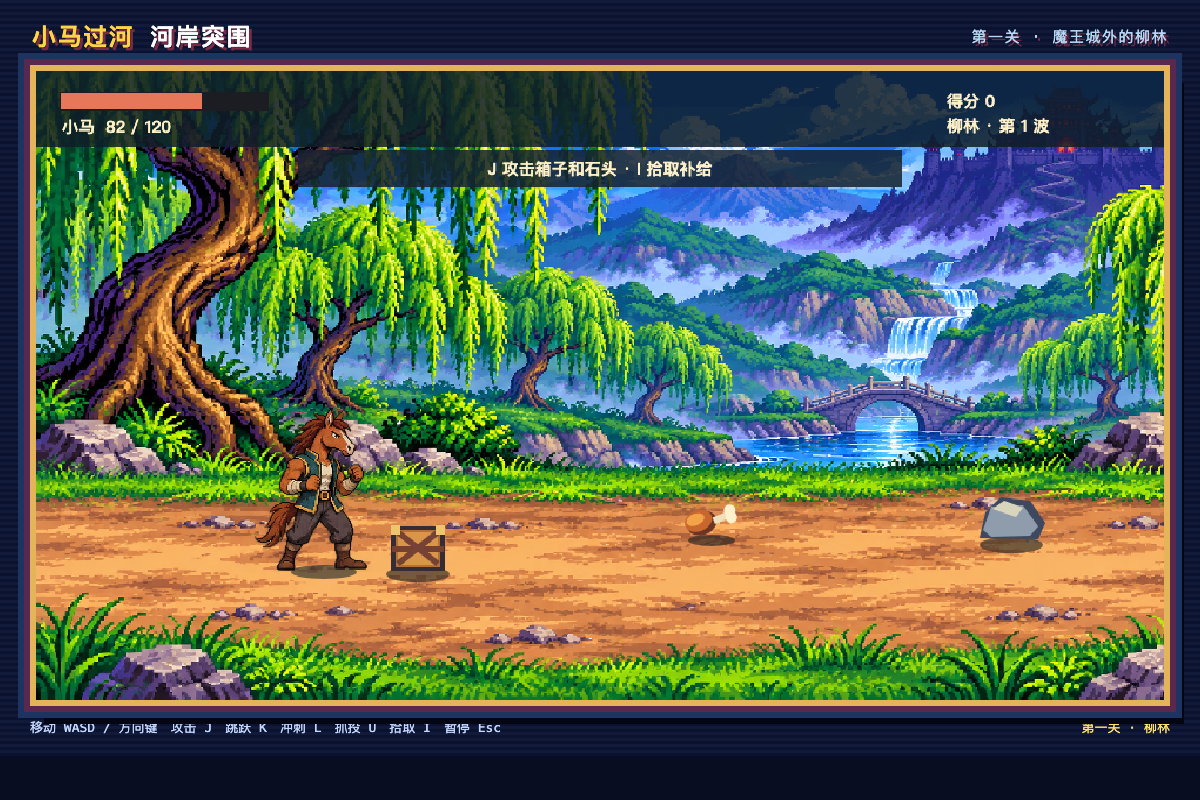 小马过河 河岸突围
第一关 · 魔王城外的柳林
得分 0
小马 82 / 120
柳林 · 第 1 波
J 攻击箱子和石头 · I 拾取补给
移动 WASD / 方向键 攻击 J 跳跃 K 冲刺 L 抓投 U 拾取 I 暂停 Esc
第一关 · 柳林